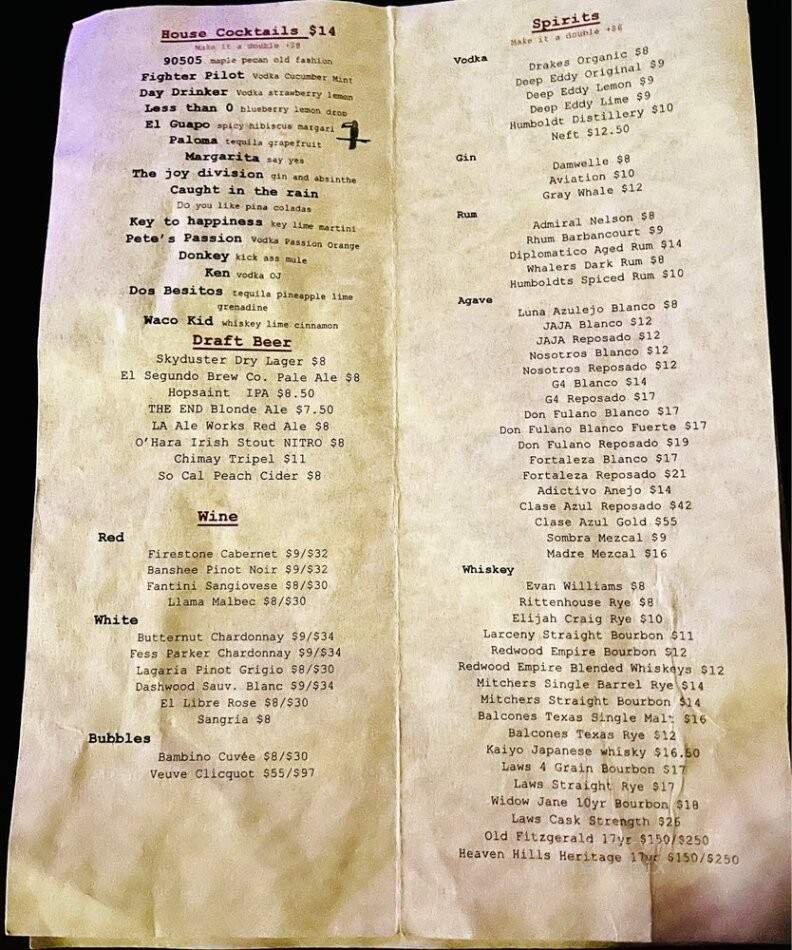 House Cocktails $14
Make it a double +$8
90505 maple pecan old fashion
Fighter Pilot Vodka Cucumber Mint
Day Drinker Vodka strawberry lemon
Less than 0 blueberry lemon drop
El Guapo spicy hibiscus margari
Paloma tequila grapefruit
Margarita say yes
The joy division gin and absinthe
Caught in the rain
Do you like pina coladas
Key to happiness key lime martini
Pete's Passion Vodka Passion Orange
Donkey kick ass mule
Ken vodka OJ
Dos Besitos tequila pineapple lime
grenadine
Waco Kid whiskey lime cinnamon
Draft Beer
Skyduster Dry Lager $8
El Segundo Brew Co. Pale Ale $8
Hopsaint IPA $8.50
THE END Blonde Ale $7.50
LA Ale Works Red Ale $8
O'Hara Irish Stout NITRO $8
Chimay Tripel $11
So Cal Peach Cider $8
Wine
Red
Firestone Cabernet $9/$32
Banshee Pinot Noir $9/$32
Fantini Sangiovese $8/$30
Llama Malbec $8/$30
White
Butternut Chardonnay $9/$34
Fess Parker Chardonnay $9/$34
Lagaria Pinot Grigio $8/$30
Dashwood Sauv. Blanc $9/$34
El Libre Rose $8/$30
Sangria $8
Bubbles
Bambino Cuvée $8/$30
Veuve Clicquot $55/$97
Spirits
Make it a double +$6
Vodka
Drakes Organic $8
Deep Eddy Original $9
Deep Eddy Lemon $9
Deep Eddy Lime $9
Humboldt Distillery $10
Neft $12.50
Gin
Damwelle $8
Aviation $10
Gray Whale $12
Rum
Admiral Nelson $8
Rhum Barbancourt $9
Diplomatico Aged Rum $14
Whalers Dark Rum $8
Humboldts Spiced Rum $10
Agave
Luna Azulejo Blanco $8
JAJA Blanco $12
JAJA Reposado $12
Nosotros Blanco $12
Nosotros Reposado $12
G4 Blanco $14
G4 Reposado $17
Don Fulano Blanco $17
Don Fulano Blanco Fuerte $17
Don Fulano Reposado $19
Fortaleza Blanco $17
Fortaleza Reposado $21
Adictivo Anejo $14
Clase Azul Reposado $42
Clase Azul Gold $55
Sombra Mezcal $9
Madre Mezcal $16
Whiskey
Evan Williams $8
Rittenhouse Rye $8
Elijah Craig Rye $10
Larceny Straight Bourbon $11
Redwood Empire Bourbon $12
Redwood Empire Blended Whiskeys $12
Mitchers Single Barrel Rye $14
Mitchers Straight Bourbon $14
Balcones Texas Single Malt $16
Balcones Texas Rye $12
Kaiyo Japanese whisky $16.50
Laws 4 Grain Bourbon $17
Laws Straight Rye $17
Widow Jane 10yr Bourbon $18
Laws Cask Strength $26
Old Fitzgerald 17yr $150/$250
Heaven Hills Heritage 17yr $150/$250